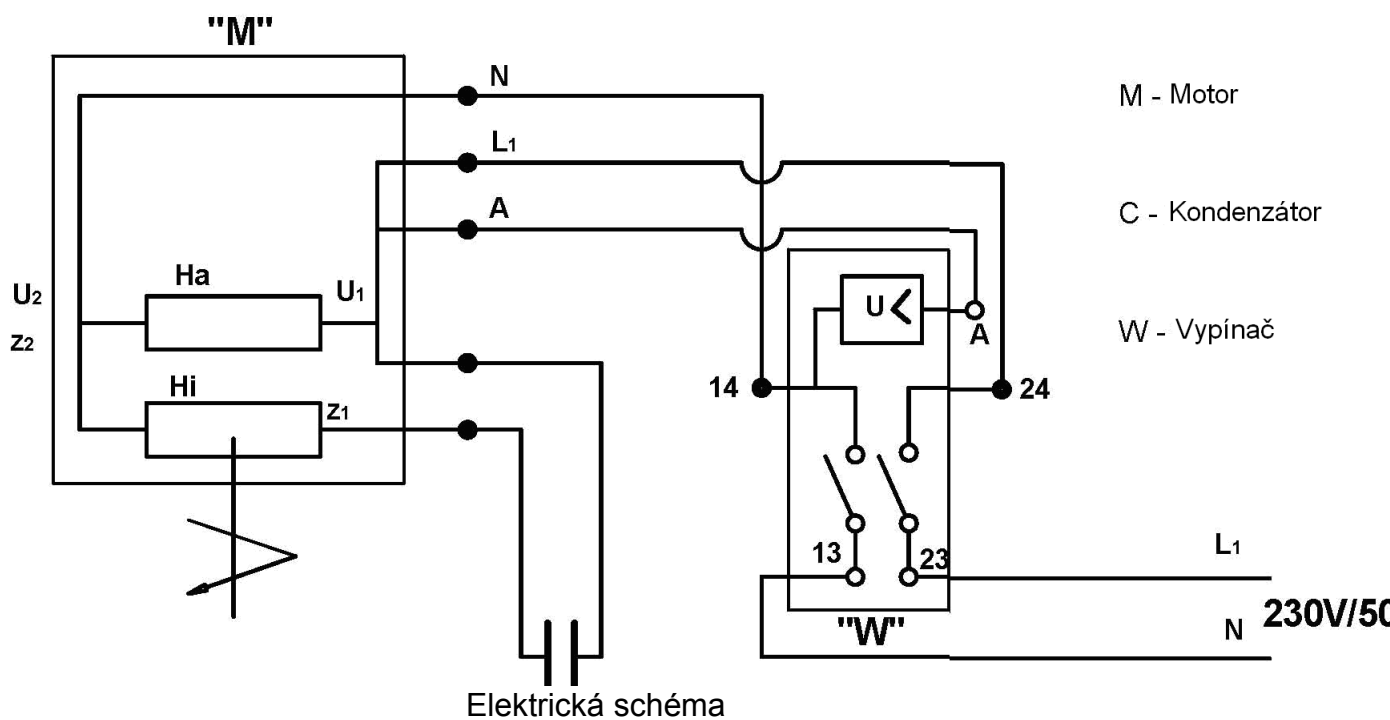 "M"
N
L1
A
M - Motor
C - Kondenzátor
W - Vypínač
Ha
U2
U1
z2
Hi
z1
U <
A
14
24
13
23
"W"
L1
N
230V/50
Elektrická schéma